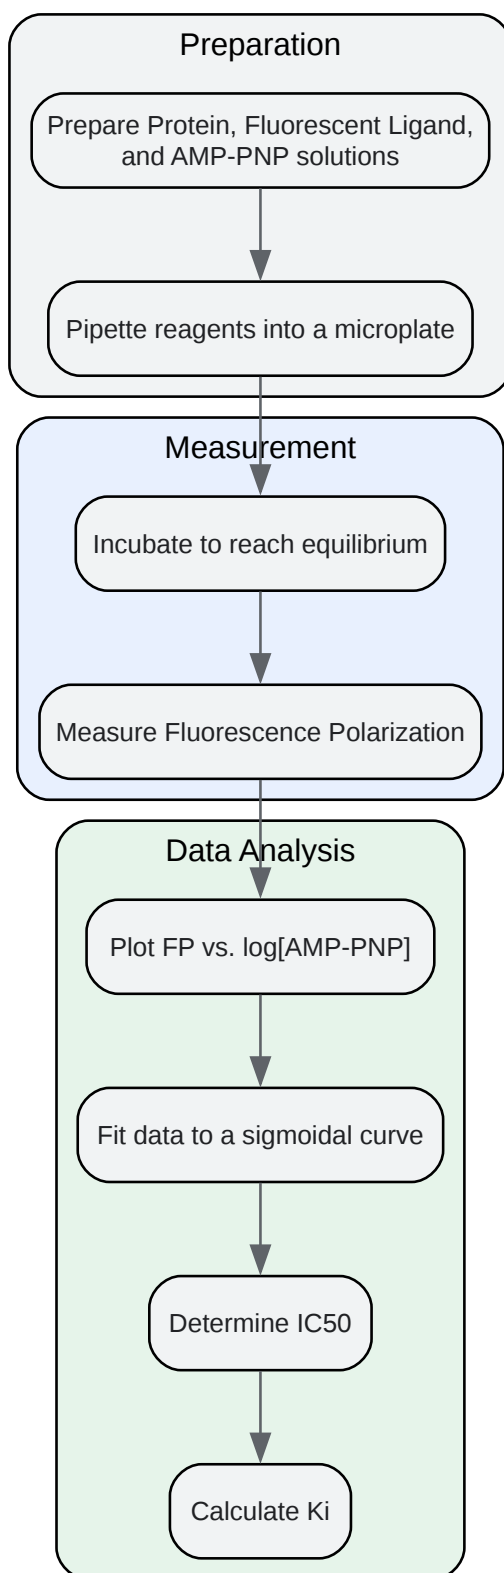 Preparation
Prepare Protein, Fluorescent Ligand,
and AMP-PNP solutions
Pipette reagents into a microplate
Measurement
Incubate to reach equilibrium
Measure Fluorescence Polarization
Data Analysis
Plot FP vs. log[AMP-PNP]
Fit data to a sigmoidal curve
Determine IC50
Calculate Ki